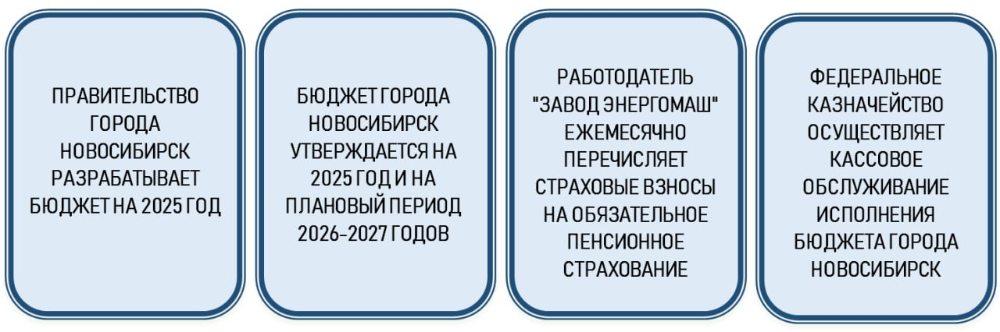 ПРАВИТЕЛЬСТВО
ГОРОДА
НОВОСИБИРСК
РАЗРАБАТЫВАЕТ
БЮДЖЕТ НА 2025 ГОД
БЮДЖЕТ ГОРОДА
НОВОСИБИРСК
УТВЕРЖДАЕТСЯ НА
2025 ГОД И НА
ПЛАНОВЫЙ ПЕРИОД
2026-2027 ГОДОВ
РАБОТОДАТЕЛЬ
"ЗАВОД ЭНЕРГОМАШ"
ЕЖЕМЕСЯЧНО
ПЕРЕЧИСЛЯЕТ
СТРАХОВЫЕ ВЗНОСЫ
НА ОБЯЗАТЕЛЬНОЕ
ПЕНСИОННОЕ
СТРАХОВАНИЕ
ФЕДЕРАЛЬНОЕ
КАЗНАЧЕЙСТВО
ОСУЩЕСТВЛЯЕТ
КАССОВОЕ
ОБСЛУЖИВАНИЕ
ИСПОЛНЕНИЯ
БЮДЖЕТА ГОРОДА
НОВОСИБИРСК